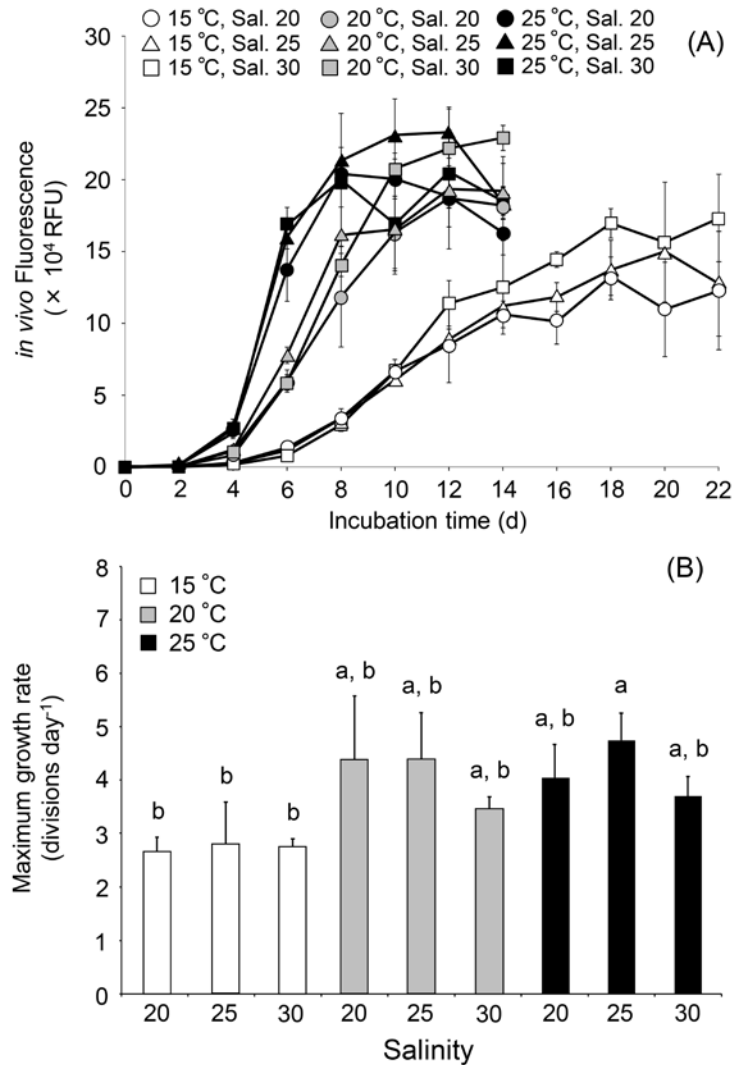 15 °C, Sal. 20 20 °C, Sal. 20 25 °C, Sal. 20
15 °C, Sal. 25 20 °C, Sal. 25 25 °C, Sal. 25
15 °C, Sal. 30 20 °C, Sal. 30 25 °C, Sal. 30
(A)
in vivo Fluorescence
(× 10⁴ RFU)
30
25
20
15
10
5
0
0 2 4 6 8 10 12 14 16 18 20 22
Incubation time (d)
(B)
15 °C
20 °C
25 °C
Maximum growth rate
(divisions day⁻¹)
8
7
6
5
4
3
2
1
0
b b b a, b a, b a, b a, b a a, b
20 25 30 20 25 30 20 25 30
Salinity